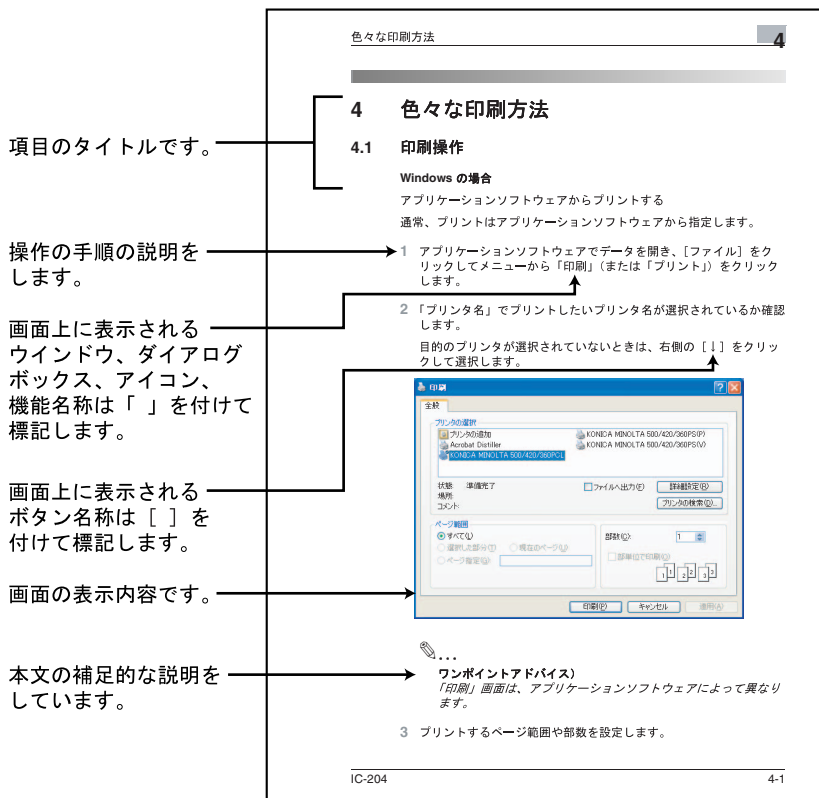 色々な印刷方法
4
4 色々な印刷方法
項目のタイトルです。
4.1 印刷操作
Windows の場合
アプリケーションソフトウェアからプリントする
通常、プリントはアプリケーションソフトウェアから指定します。
操作の手順の説明を
します。
1 アプリケーションソフトウェアでデータを開き、［ファイル］をク
リックしてメニューから「印刷」（または「プリント」）をクリック
します。
画面上に表示される
ウインドウ、ダイアログ
ボックス、アイコン、
機能名称は「 」を付けて
標記します。
2 「プリンタ名」でプリントしたいプリンタ名が選択されているか確認
します。
目的のプリンタが選択されていないときは、右側の［↓］をクリッ
クして選択します。
画面上に表示される
ボタン名称は［ ］を
付けて標記します。
画面の表示内容です。
印刷
全般
プリンタの選択
プリンタの追加
Acrobat Distiller
KONICA MINOLTA 500/420/360PCL
KONICA MINOLTA 500/420/360PS(P)
KONICA MINOLTA 500/420/360PS(V)
状態: 準備完了
場所:
コメント:
ファイルへ出力(F)
詳細設定(R)
プリンタの検索(D)...
ページ範囲
すべて(L)
選択した部分(T) 現在のページ(U)
ページ指定(G):
部数(C): 1
部単位で印刷(O)
1 1 2 2 3 3
印刷(P) キャンセル 適用(A)
本文の補足的な説明を
しています。
...
ワンポイントアドバイス）
「印刷」画面は、アプリケーションソフトウェアによって異なり
ます。
3 プリントするページ範囲や部数を設定します。
IC-204 4-1